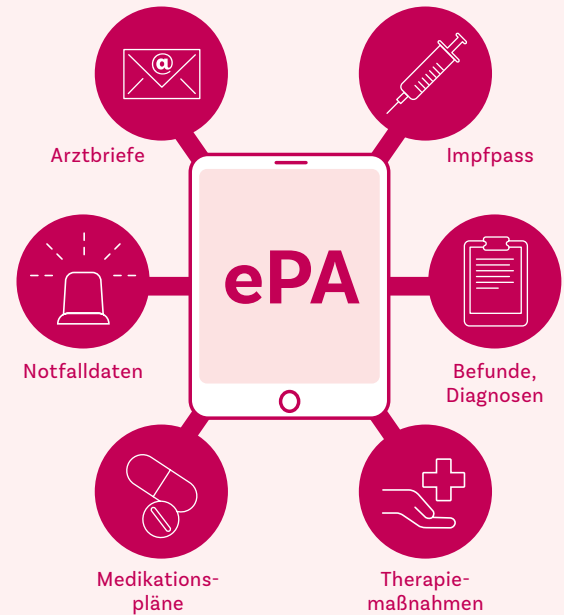 @
Arztbriefe
Impfpass
ePA
Notfalldaten
Befunde,
Diagnosen
Medikations-
pläne
Therapie-
maßnahmen